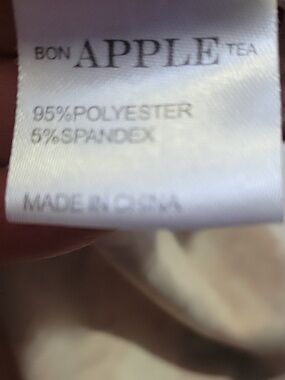 BON APPLE TEA
95%POLYESTER
5%SPANDEX
MADE IN CHINA